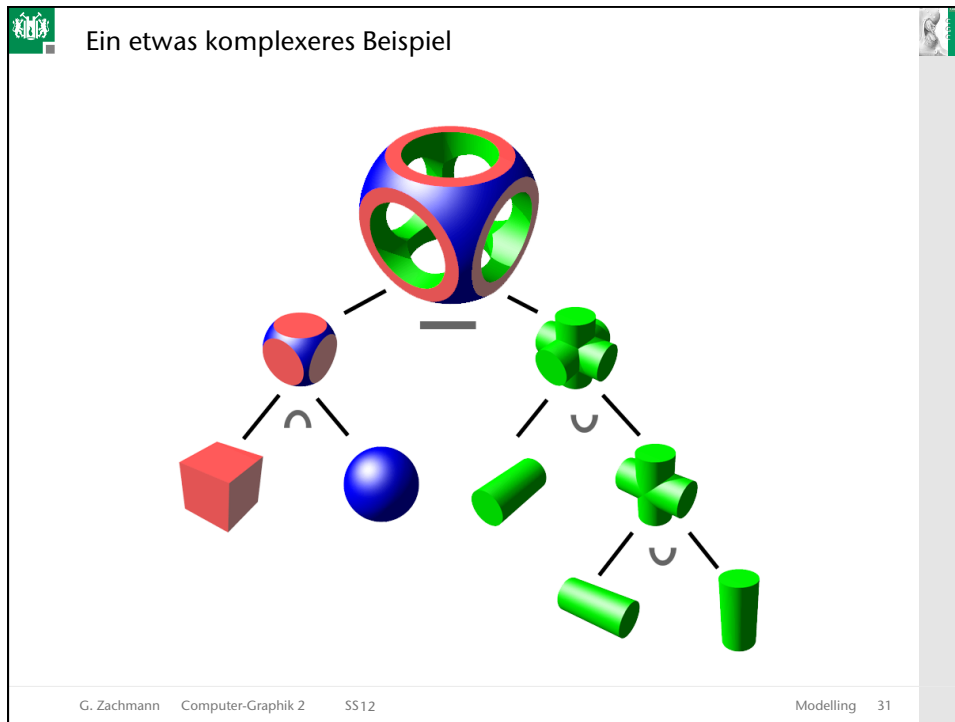 Ein etwas komplexeres Beispiel
G. Zachmann Computer-Graphik 2 SS12 Modelling 31